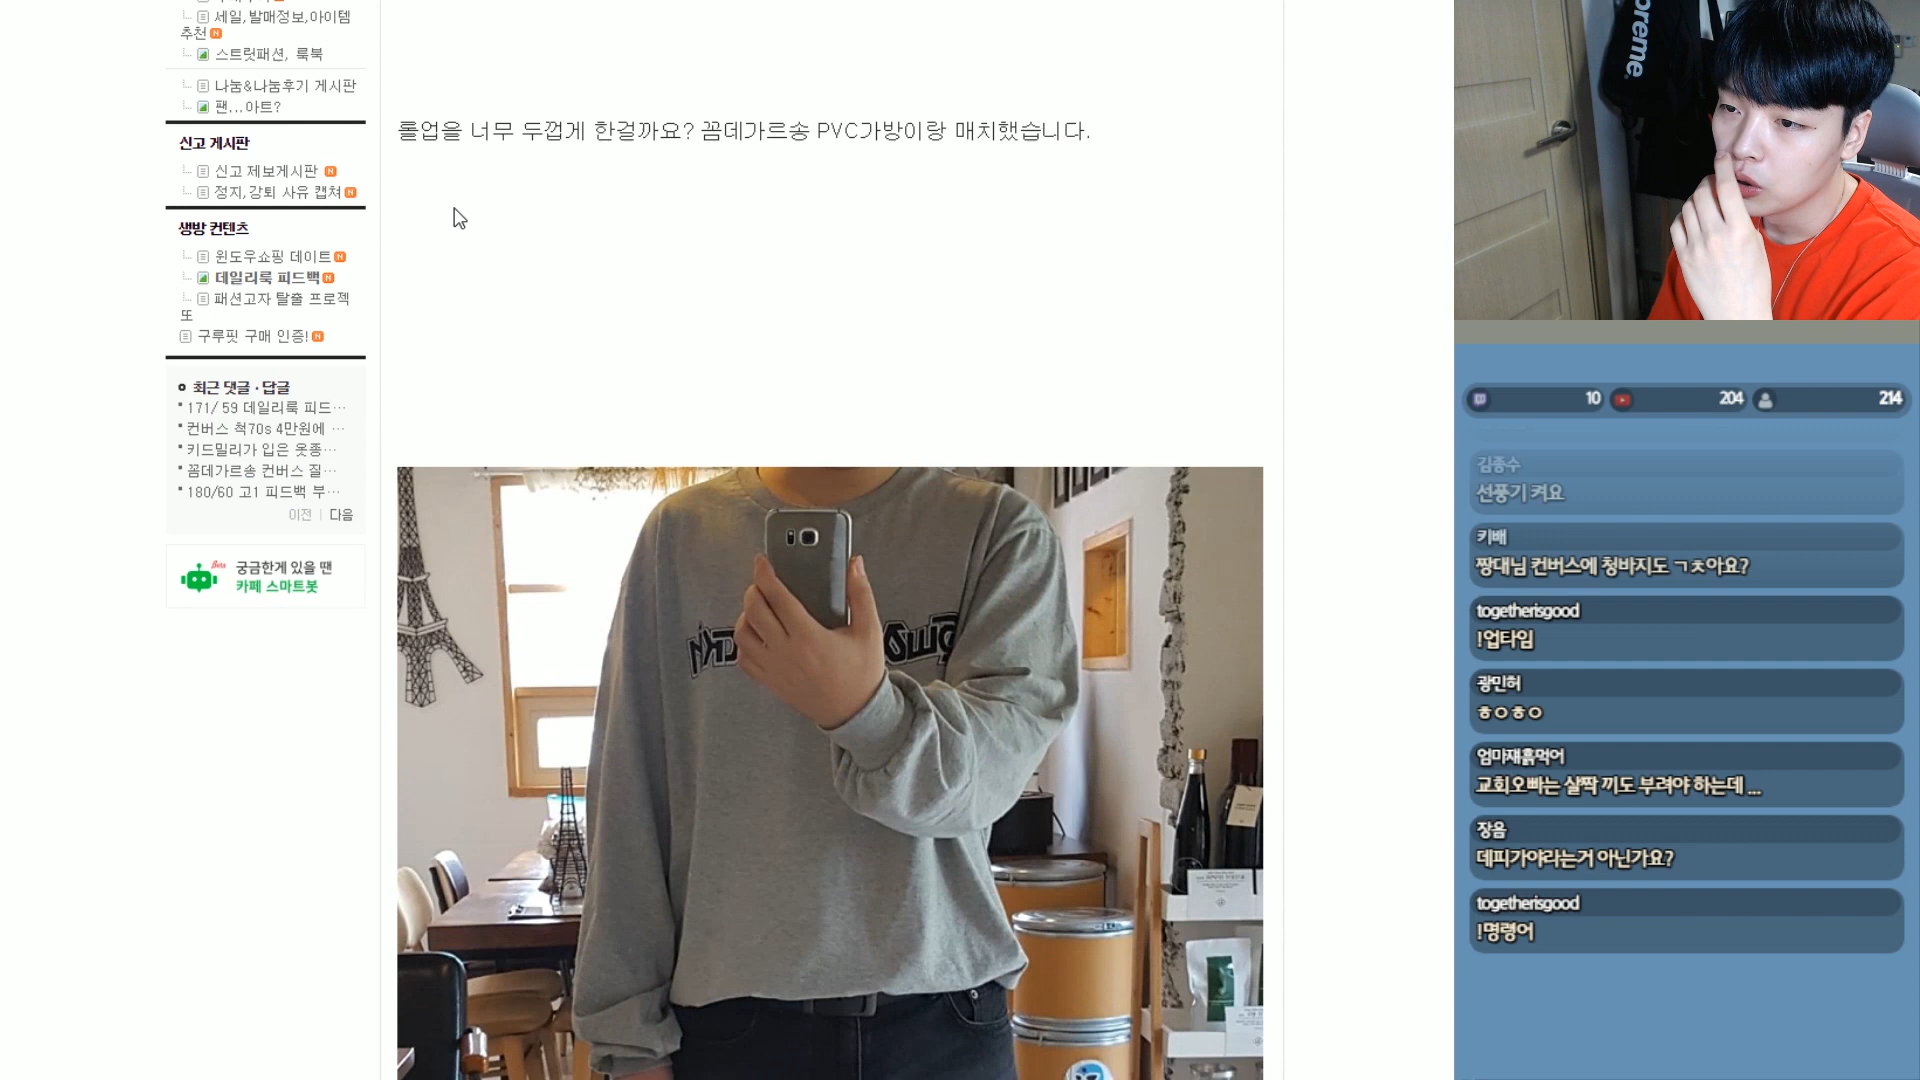 세일,발매정보,아이템
추천 N
스트릿패션, 룩북
나눔&나눔후기 게시판
팬...아트?
신고 게시판
신고 제보게시판 N
정지,강퇴 사유 캡쳐 N
생방 컨텐츠
윈도우쇼핑 데이트 N
데일리룩 피드백 N
패션고자 탈출 프로젝
또
구루핏 구매 인증! N
최근 댓글·답글
171/ 59 데일리룩 피드…
컨버스 척70s 4만원에 …
키드밀리가 입은 옷종…
꼼데가르송 컨버스 질…
180/60 고1 피드백 부…
이전 | 다음
Beta 궁금한게 있을 땐
카페 스마트봇
롤업을 너무 두껍게 한걸까요? 꼼데가르송 PVC가방이랑 매치했습니다.
preme
10 204 214
김종수
선풍기 켜요
키배
짱대님 컨버스에 청바지도 ㄱㅊ아요?
togetherisgood
!업타임
광민허
ㅎㅇㅎㅇ
엄마재흙먹어
교회오빠는 살짝 끼도 부려야 하는데 ...
장음
데피가야라는거 아닌가요?
togetherisgood
!명령어